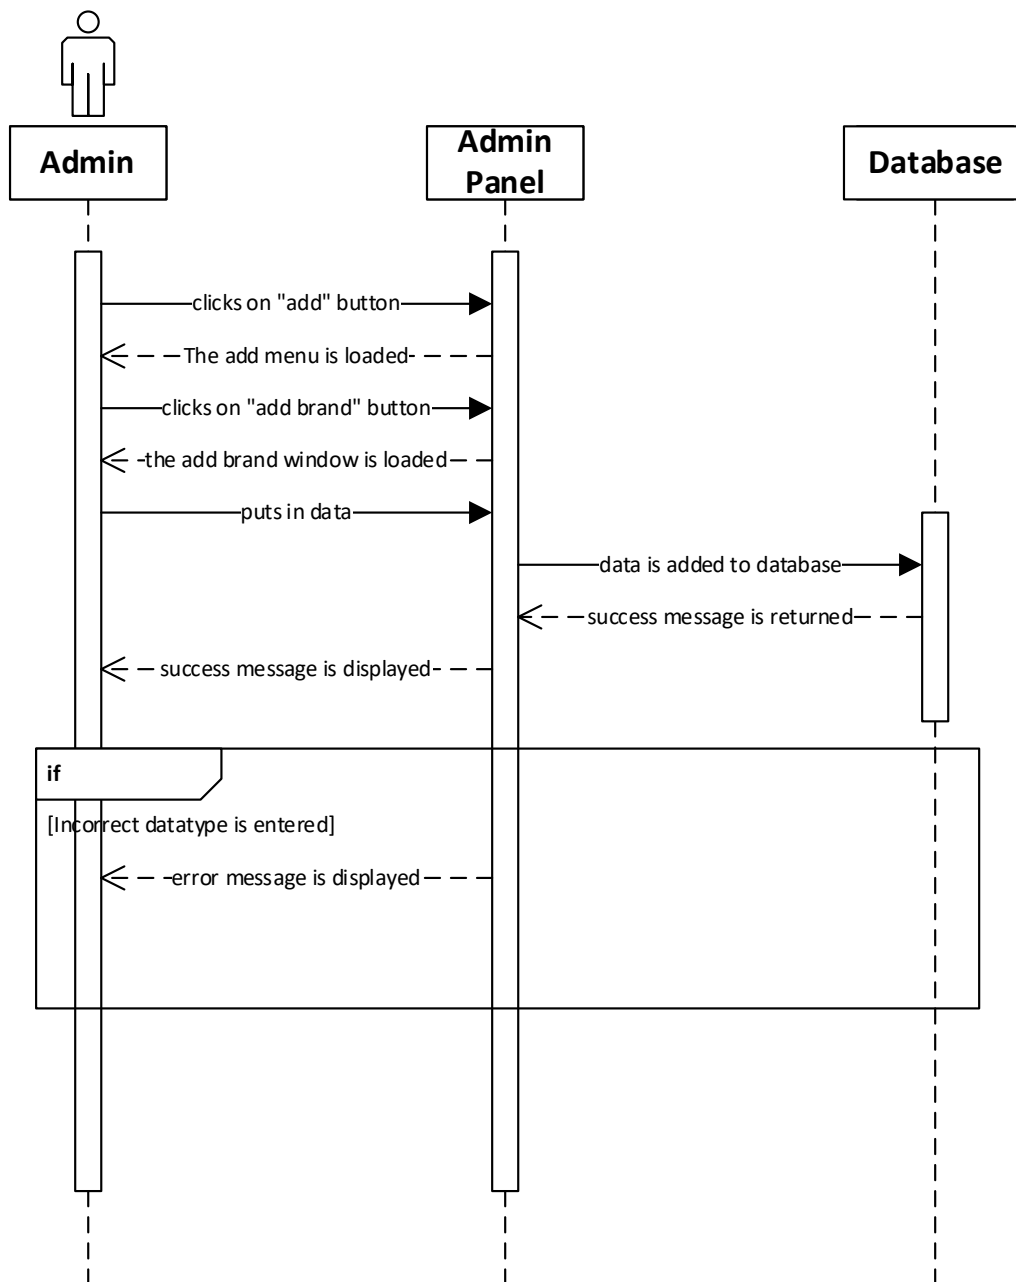 Admin
Admin
Panel
Database
clicks on "add" button
The add menu is loaded
clicks on "add brand" button
the add brand window is loaded
puts in data
data is added to database
success message is returned
success message is displayed
if
[Incorrect datatype is entered]
error message is displayed